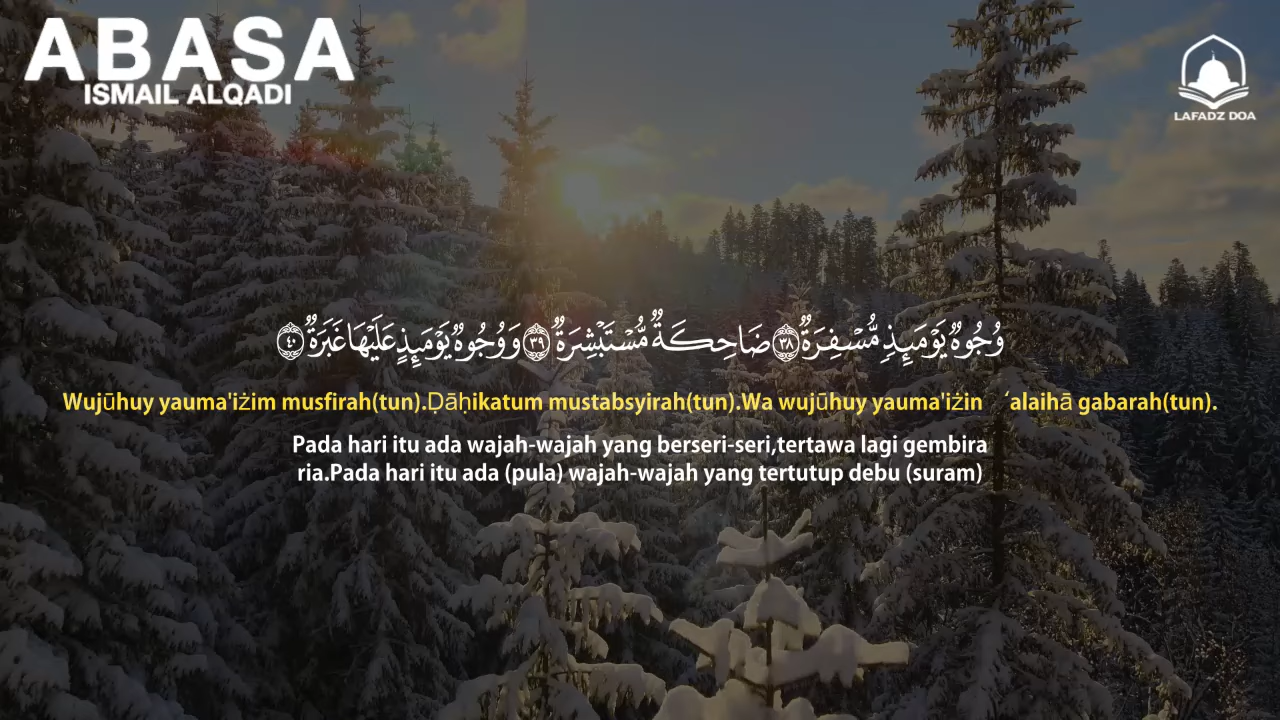 ABASA
ISMAIL ALQADI
LAFADZ DOA
وُجُوهٌ يَوْمَئِذٍ مُّسْفِرَةٌ ٣٨ ضَاحِكَةٌ مُّسْتَبْشِرَةٌ ٣٩ وَوُجُوهٌ يَوْمَئِذٍ عَلَيْهَا غَبَرَةٌ ٤٠
Wujūhuy yauma'iżim musfirah(tun).Ḍāḥikatum mustabsyirah(tun).Wa wujūhuy yauma'iżin ‘alaihā gabarah(tun).
Pada hari itu ada wajah-wajah yang berseri-seri,tertawa lagi gembira
ria.Pada hari itu ada (pula) wajah-wajah yang tertutup debu (suram)